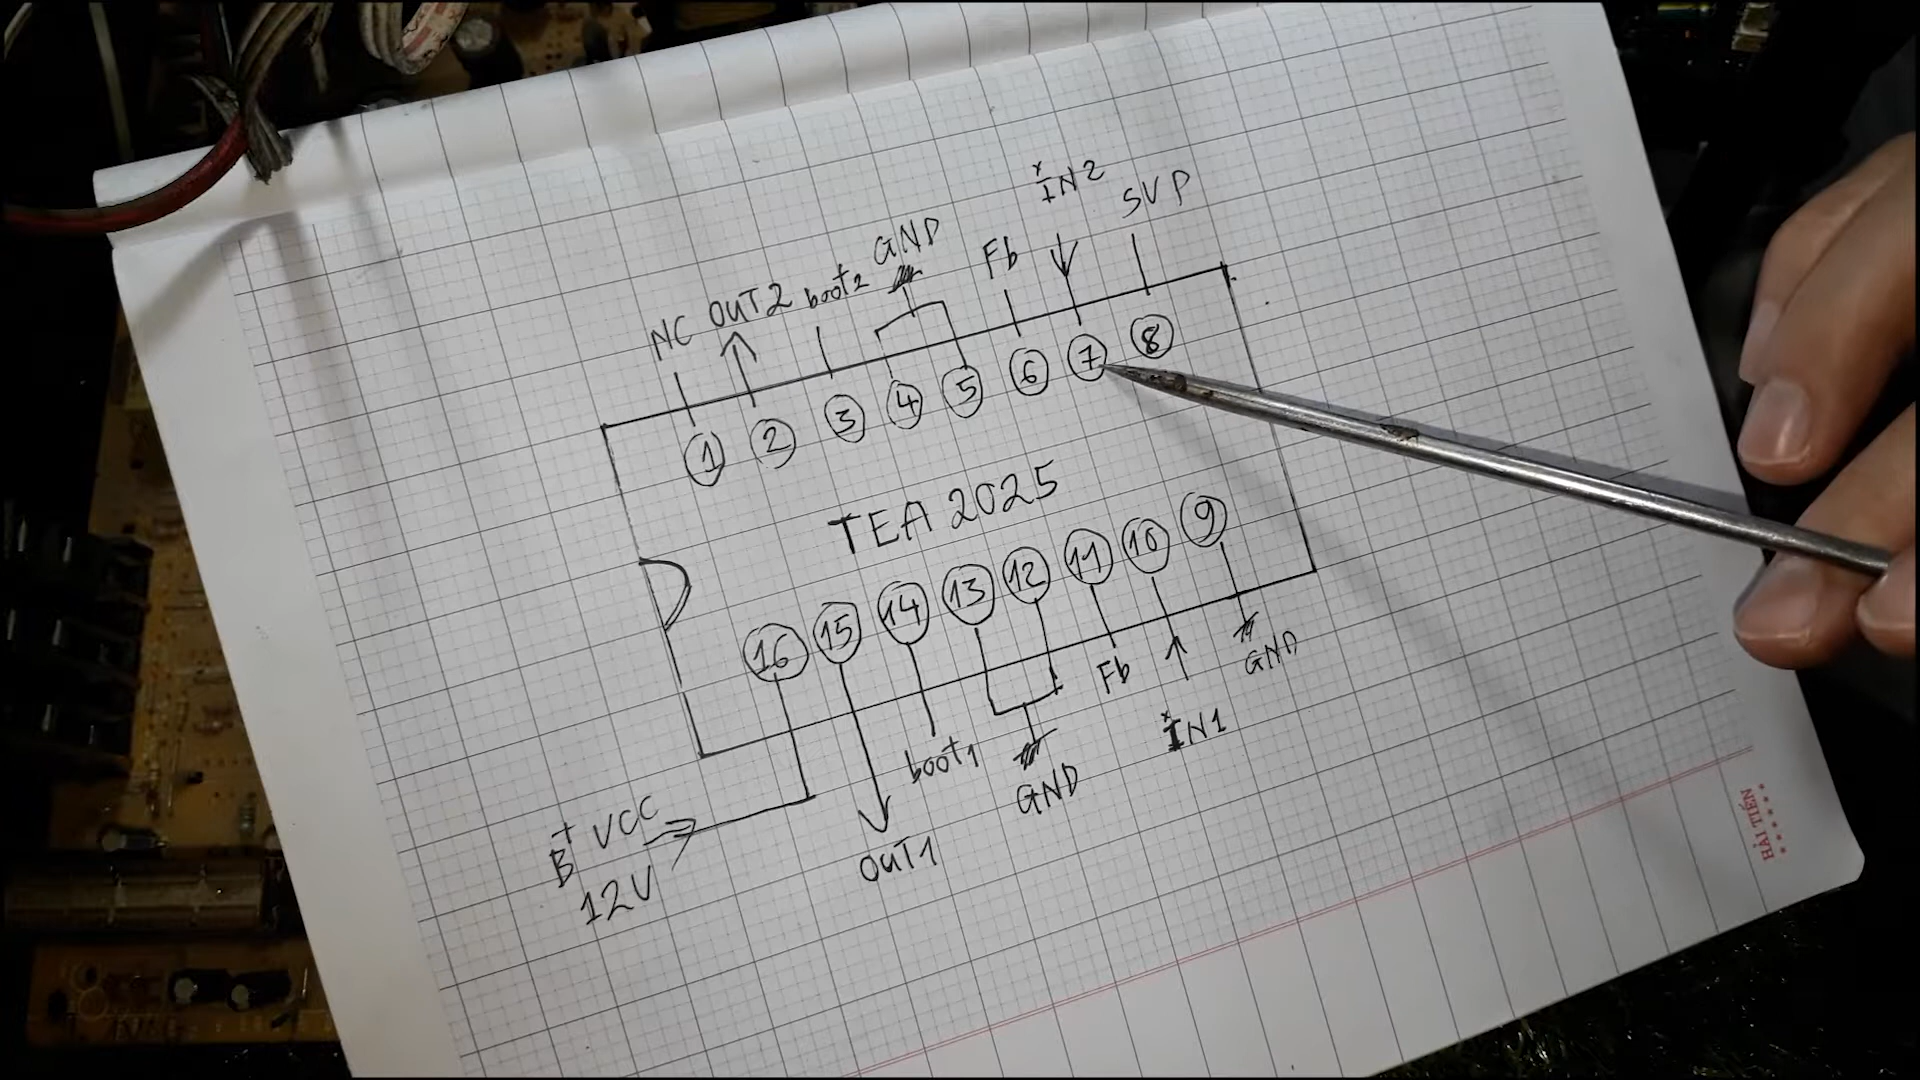 IN2
SVP
GND
Fb
NC OUT2 boot2
1 2 3 4 5 6 7 8
TEA 2025
16 15 14 13 12 11 10 9
Fb
GND
boot1
IN1
GND
B+ VCC
12V
OUT1
HẢI TIẾN